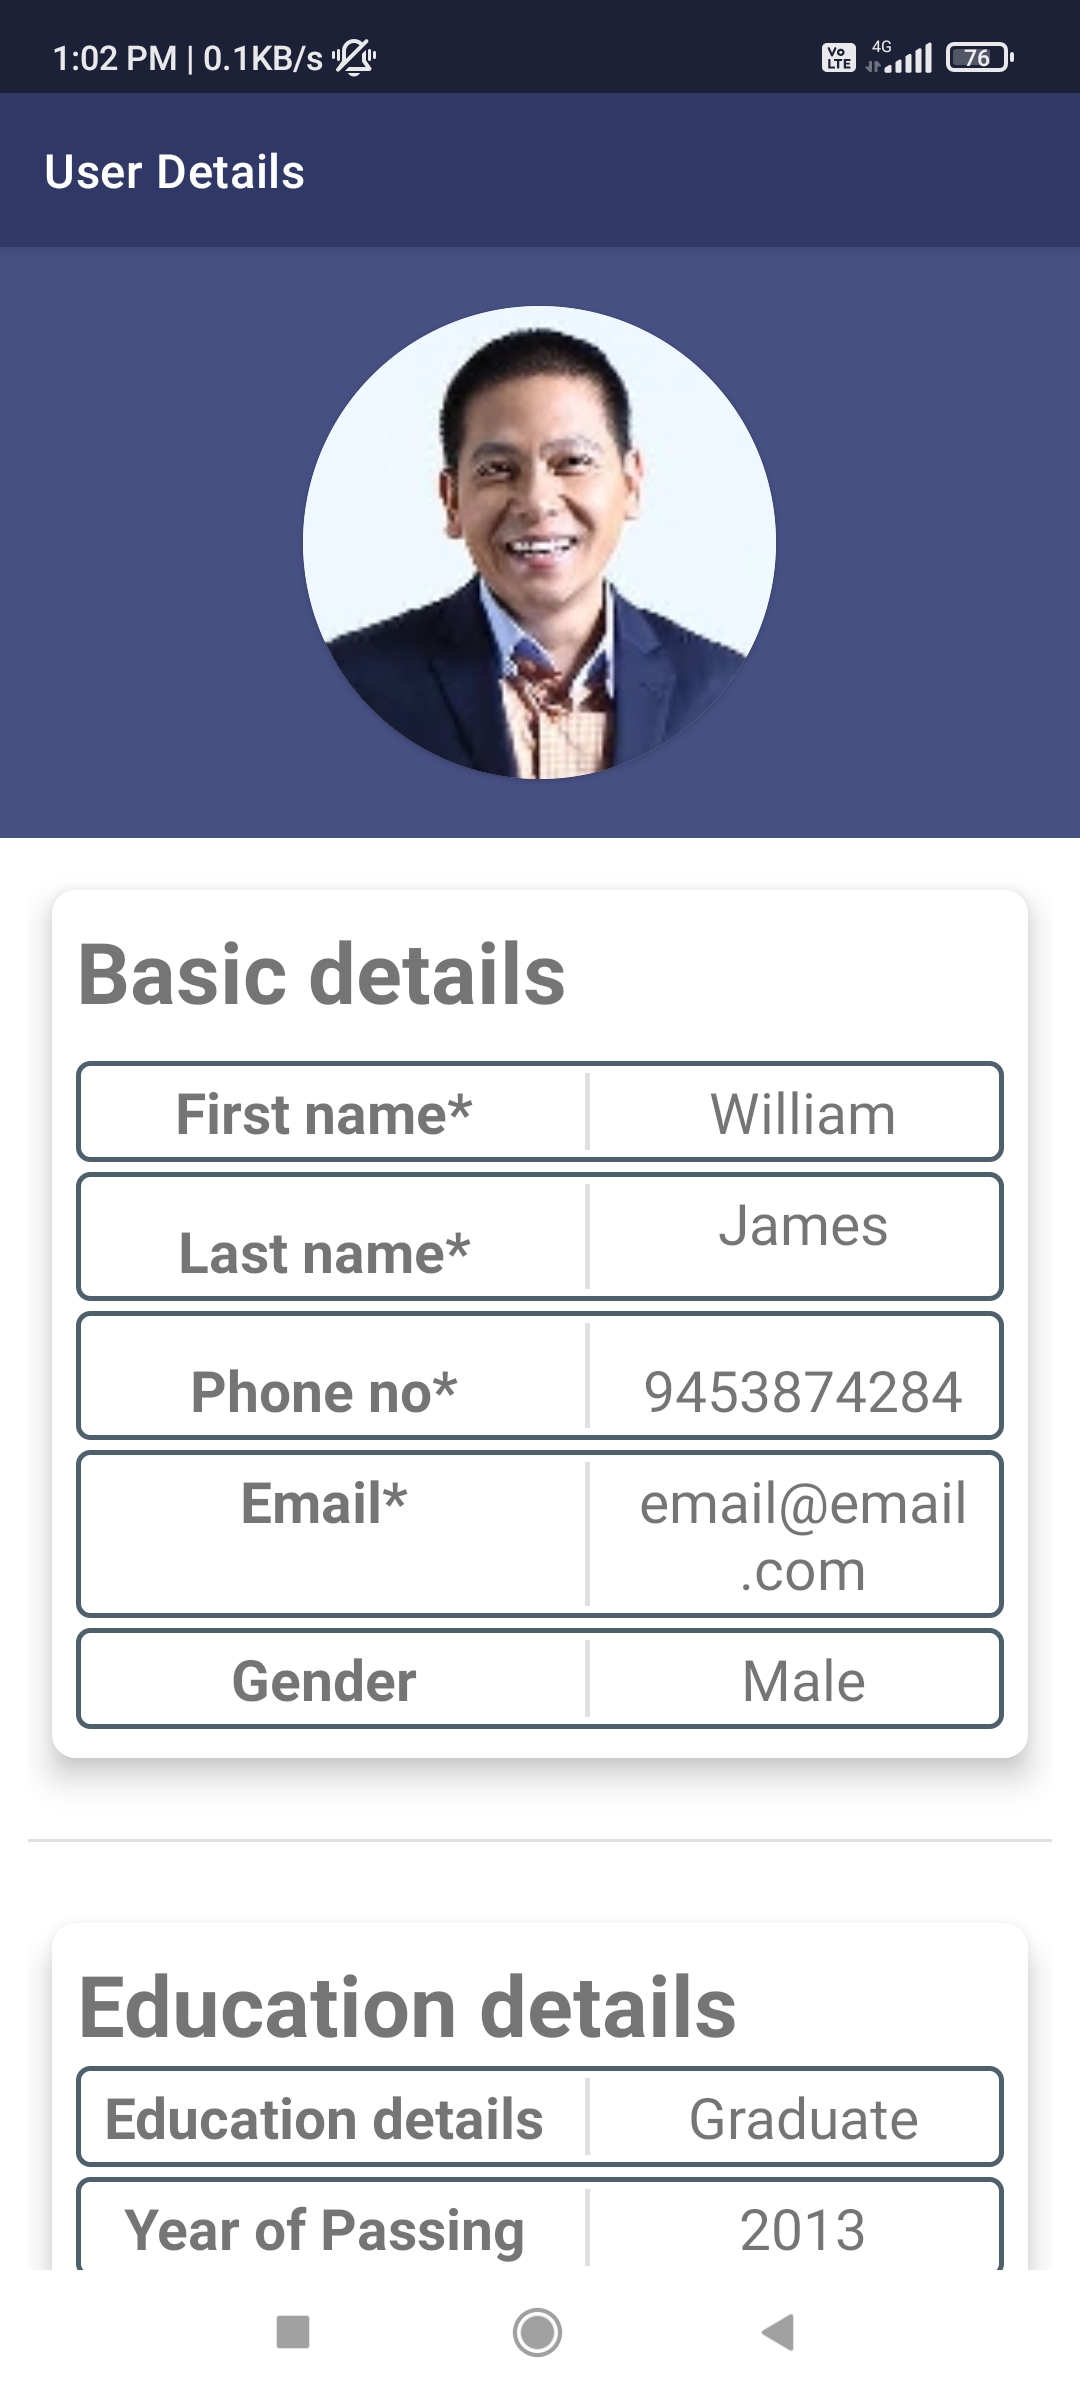 1:02 PM | 0.1KB/s
Vo LTE 4G 76
User Details
Basic details
First name* William
Last name* James
Phone no* 9453874284
Email* email@email
.com
Gender Male
Education details
Education details Graduate
Year of Passing 2013